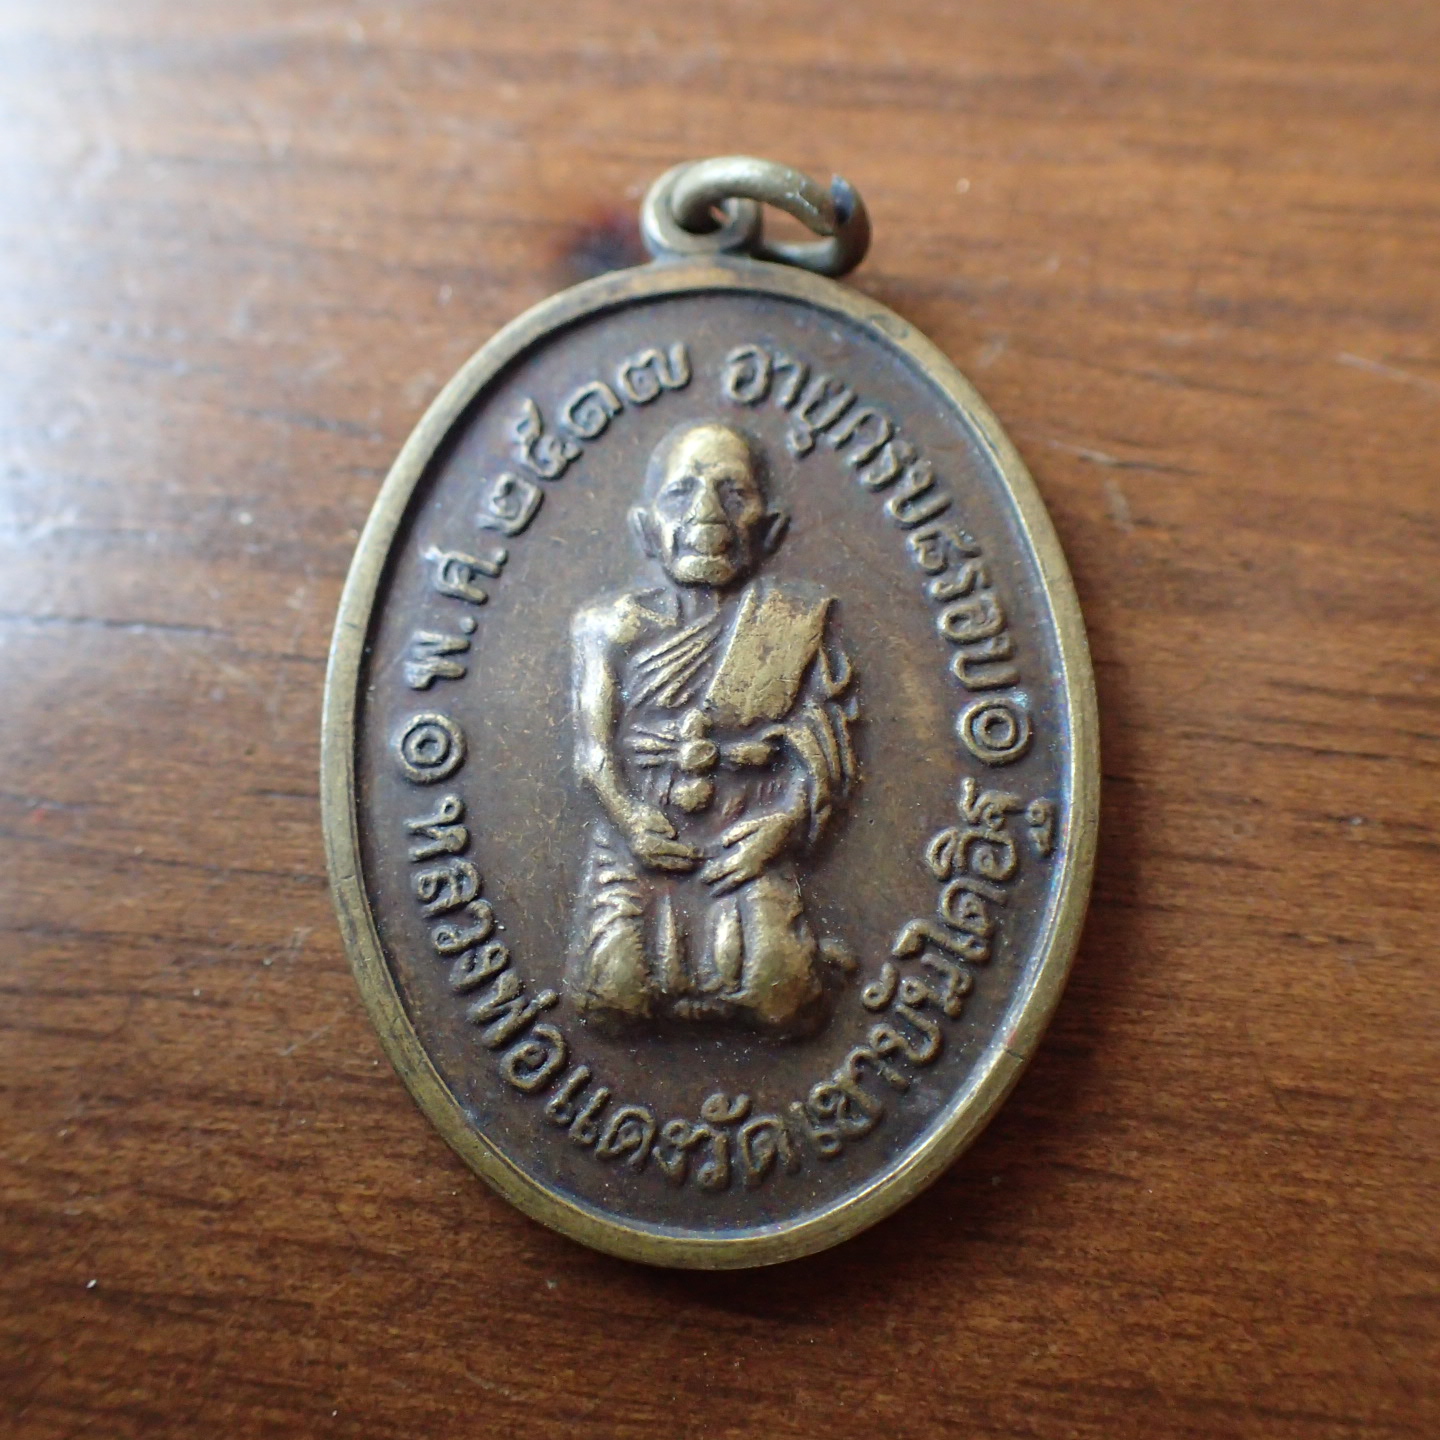 พ.ศ.๒๕๑๗ อายุครบ๘รอบ
หลวงพ่อแดงวัดเขาบันไดอิฐ